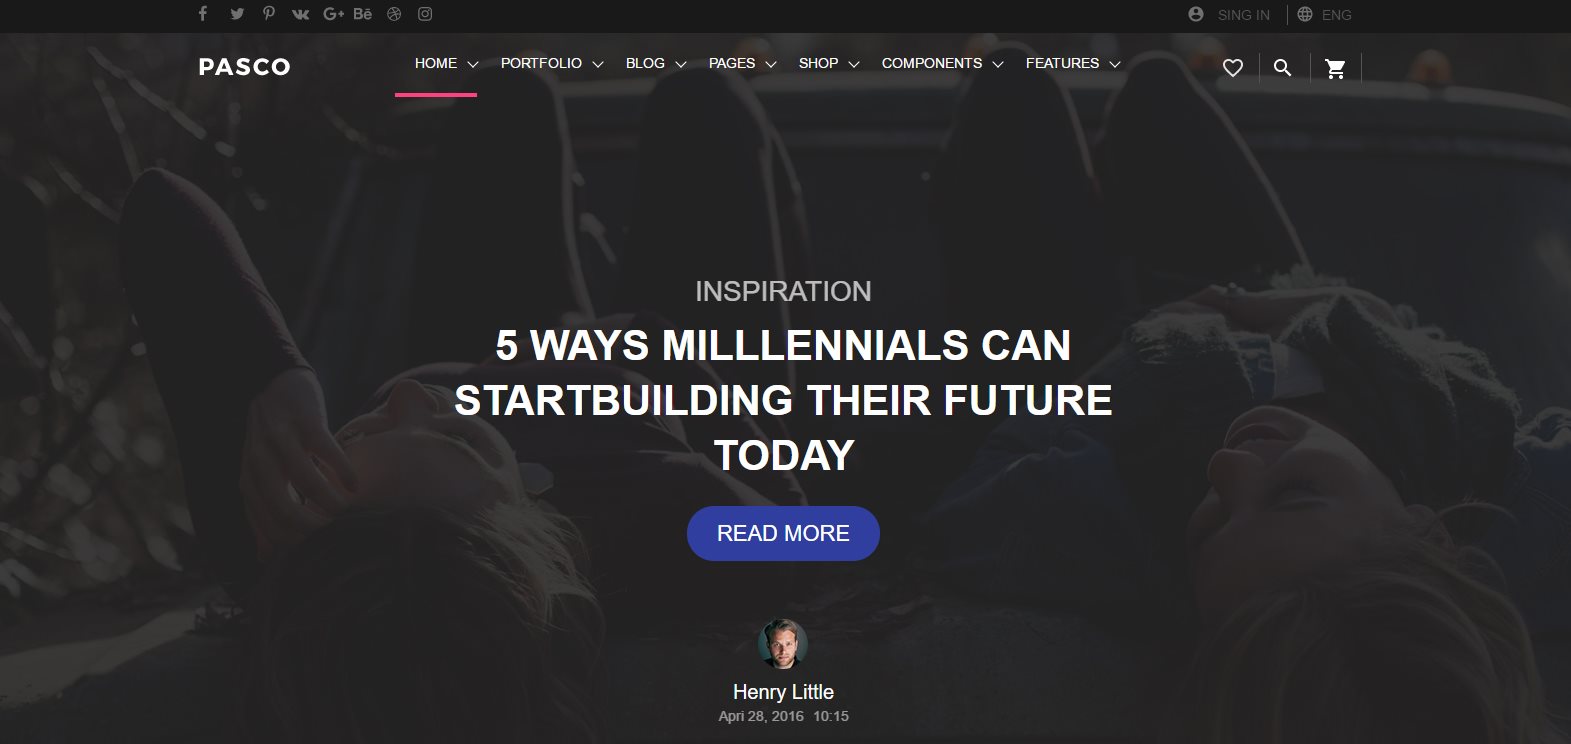 SING IN ENG
PASCO HOME PORTFOLIO BLOG PAGES SHOP COMPONENTS FEATURES
INSPIRATION
5 WAYS MILLLENNIALS CAN
STARTBUILDING THEIR FUTURE
TODAY
READ MORE
Henry Little
Apri 28, 2016 10:15